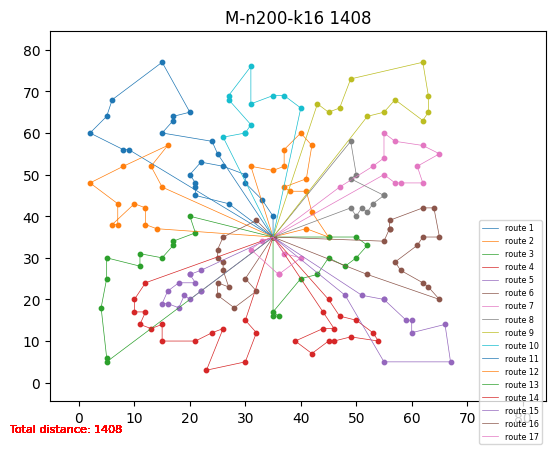 M-n200-k16 1408
80
70
60
50
40
30
20
10
0
0 10 20 30 40 50 60 70 80
route 1
route 2
route 3
route 4
route 5
route 6
route 7
route 8
route 9
route 10
route 11
route 12
route 13
route 14
route 15
route 16
route 17
Total distance: 1408